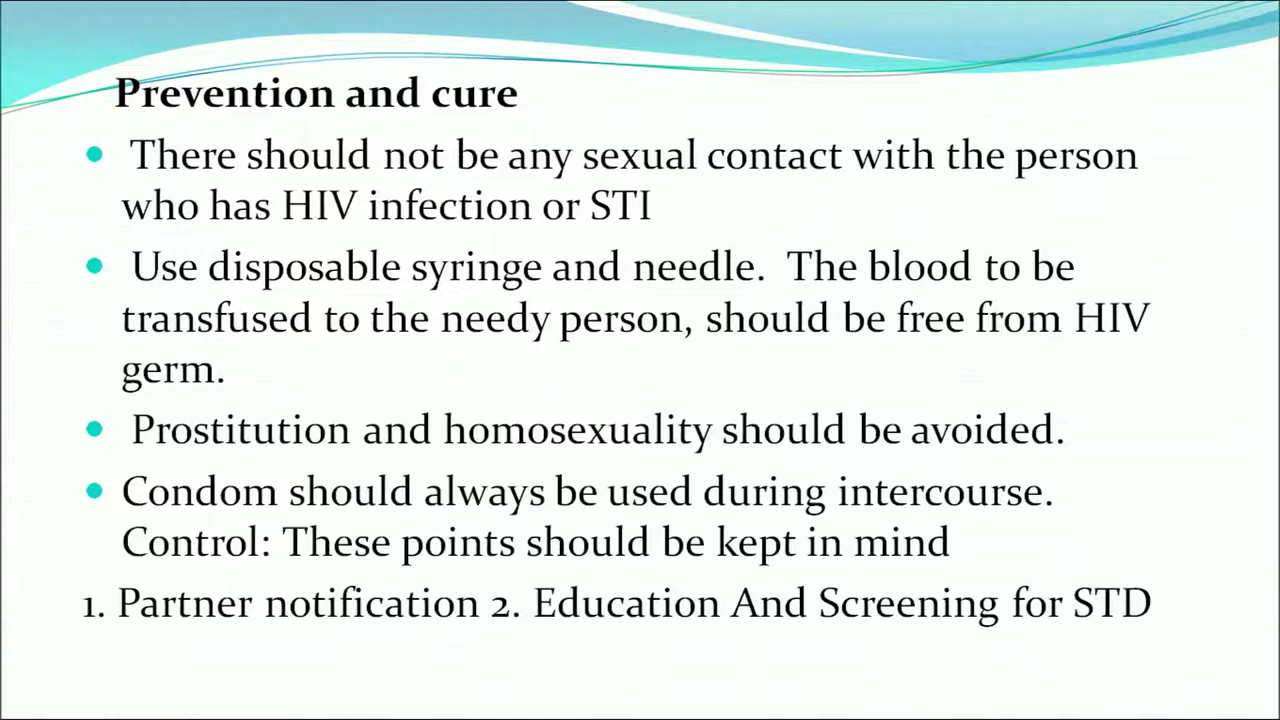 Prevention and cure
• There should not be any sexual contact with the person
who has HIV infection or STI
• Use disposable syringe and needle. The blood to be
transfused to the needy person, should be free from HIV
germ.
• Prostitution and homosexuality should be avoided.
• Condom should always be used during intercourse.
Control: These points should be kept in mind
1. Partner notification 2. Education And Screening for STD